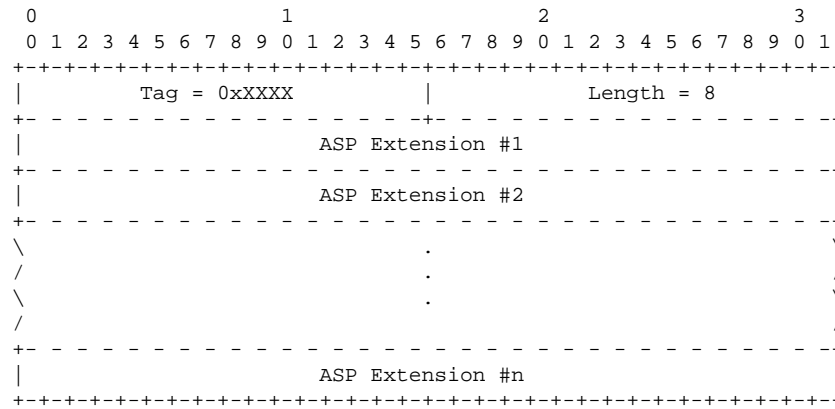 0                   1                   2                   3
0 1 2 3 4 5 6 7 8 9 0 1 2 3 4 5 6 7 8 9 0 1 2 3 4 5 6 7 8 9 0 1
+-+-+-+-+-+-+-+-+-+-+-+-+-+-+-+-+-+-+-+-+-+-+-+-+-+-+-+-+-+-+-+-
|         Tag = 0xXXXX          |            Length = 8
+- - - - - - - - - - - - - - - -+- - - - - - - - - - - - - - - -
|                       ASP Extension #1
+- - - - - - - - - - - - - - - - - - - - - - - - - - - - - - - -
|                       ASP Extension #2
+- - - - - - - - - - - - - - - - - - - - - - - - - - - - - - - -
\                               .                               \
/                               .                               /
\                               .                               \
/                                                               /
+- - - - - - - - - - - - - - - - - - - - - - - - - - - - - - - -
|                       ASP Extension #n
+-+-+-+-+-+-+-+-+-+-+-+-+-+-+-+-+-+-+-+-+-+-+-+-+-+-+-+-+-+-+-+-